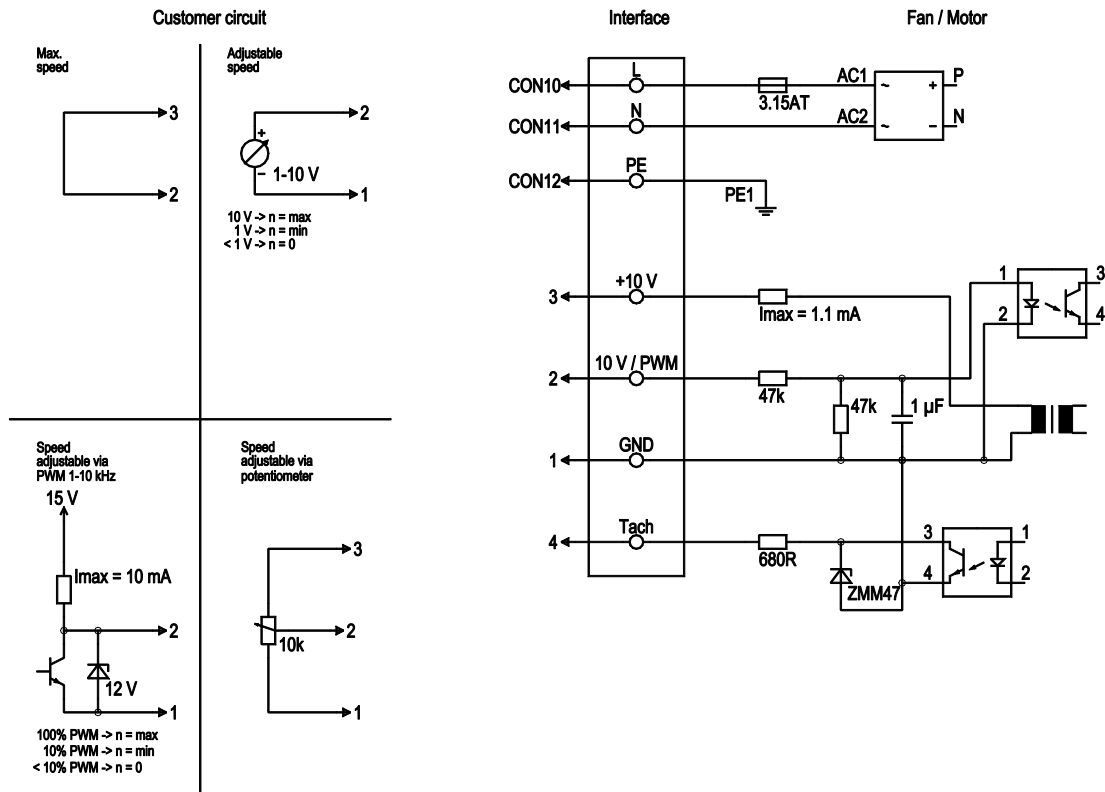 Customer circuit
Interface
Fan / Motor
Max.
speed
3
2
Adjustable
speed
2
+
–
1-10 V
1
10 V -> n = max
1 V -> n = min
< 1 V -> n = 0
Speed
adjustable via
PWM 1-10 kHz
15 V
Imax = 10 mA
2
12 V
1
100% PWM -> n = max
10% PWM -> n = min
< 10% PWM -> n = 0
Speed
adjustable via
potentiometer
3
2
10k
1
CON10
L
3.15AT
AC1
~
+
P
CON11
N
AC2
~
–
N
CON12
PE
PE1
3
+10 V
Imax = 1.1 mA
1
2
3
4
2
10 V / PWM
47k
47k
1 µF
1
GND
4
Tach
680R
ZMM47
3
4
1
2